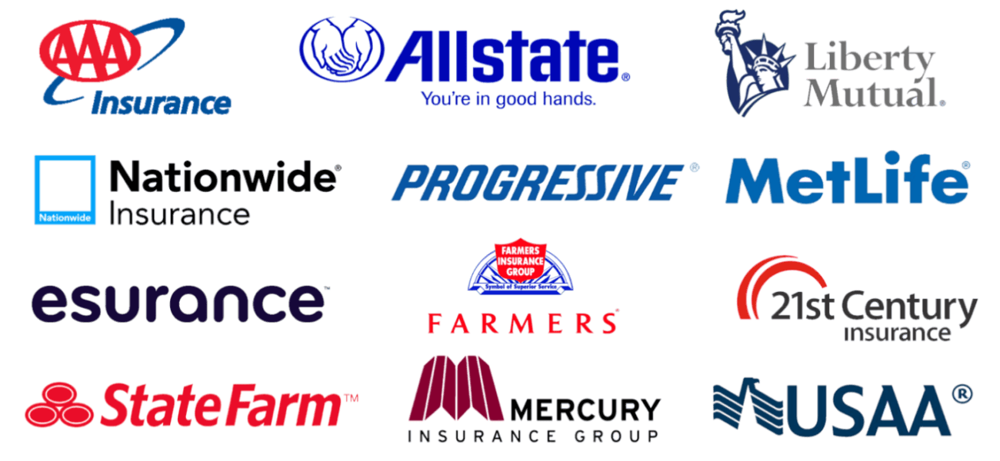 AAA
Insurance
Allstate®
You're in good hands.
Liberty
Mutual®
Nationwide®
Insurance
Nationwide
PROGRESSIVE®
MetLife®
esurance™
FARMERS
INSURANCE
GROUP
Symbol of Superior Service
FARMERS®
21st Century
insurance
StateFarm™
MERCURY
INSURANCE GROUP
USAA®